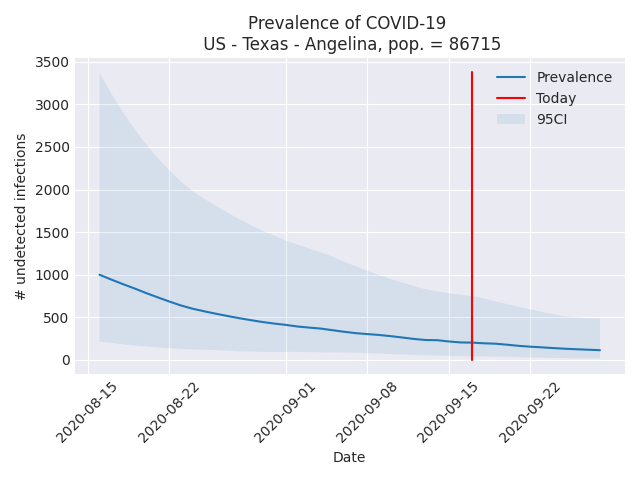 Prevalence of COVID-19
US - Texas - Angelina, pop. = 86715
# undetected infections
3500
3000
2500
2000
1500
1000
500
0
Prevalence
Today
95CI
2020-08-15
2020-08-22
2020-09-01
2020-09-08
2020-09-15
2020-09-22
Date